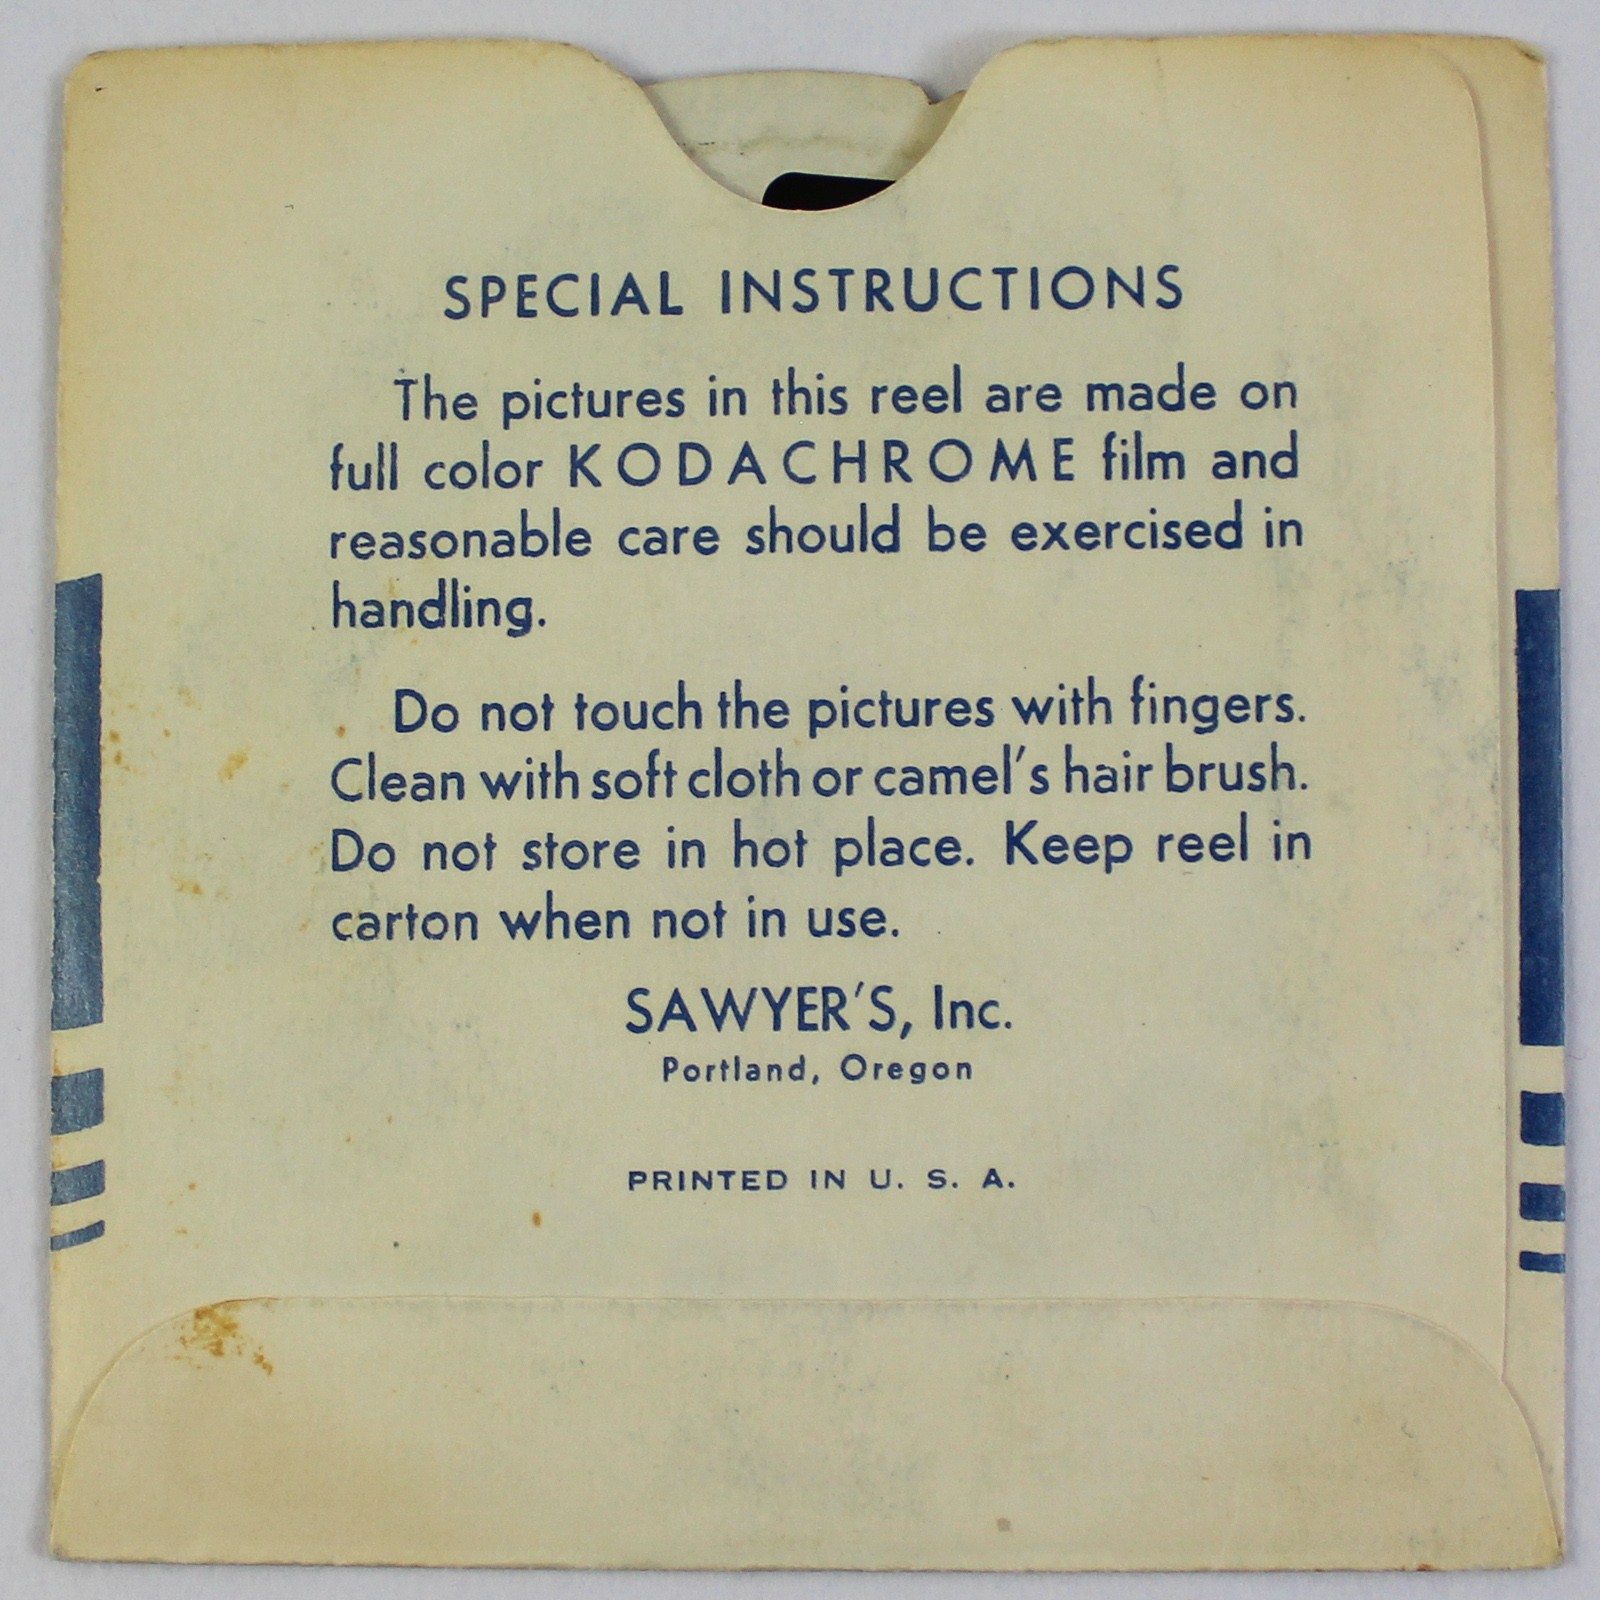 SPECIAL INSTRUCTIONS
The pictures in this reel are made on
full color KODACHROME film and
reasonable care should be exercised in
handling.
Do not touch the pictures with fingers.
Clean with soft cloth or camel's hair brush.
Do not store in hot place. Keep reel in
carton when not in use.
SAWYER'S, Inc.
Portland, Oregon
PRINTED IN U. S. A.